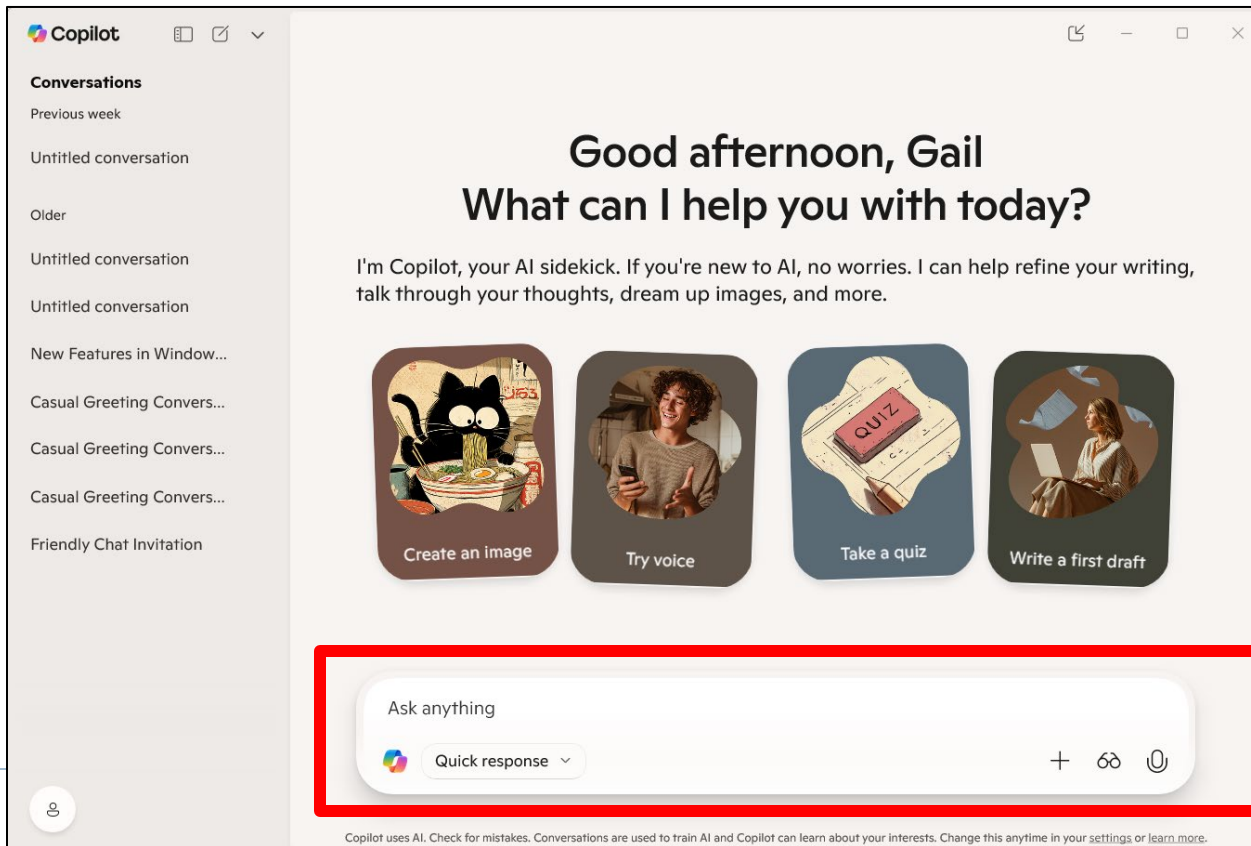 Copilot
Conversations
Previous week
Untitled conversation
Older
Untitled conversation
Untitled conversation
New Features in Window...
Casual Greeting Convers...
Casual Greeting Convers...
Casual Greeting Convers...
Friendly Chat Invitation
Good afternoon, Gail
What can I help you with today?
I'm Copilot, your AI sidekick. If you're new to AI, no worries. I can help refine your writing,
talk through your thoughts, dream up images, and more.
Create an image
Try voice
QUIZ
Take a quiz
Write a first draft
Ask anything
Quick response
Copilot uses AI. Check for mistakes. Conversations are used to train AI and Copilot can learn about your interests. Change this anytime in your settings or learn more.